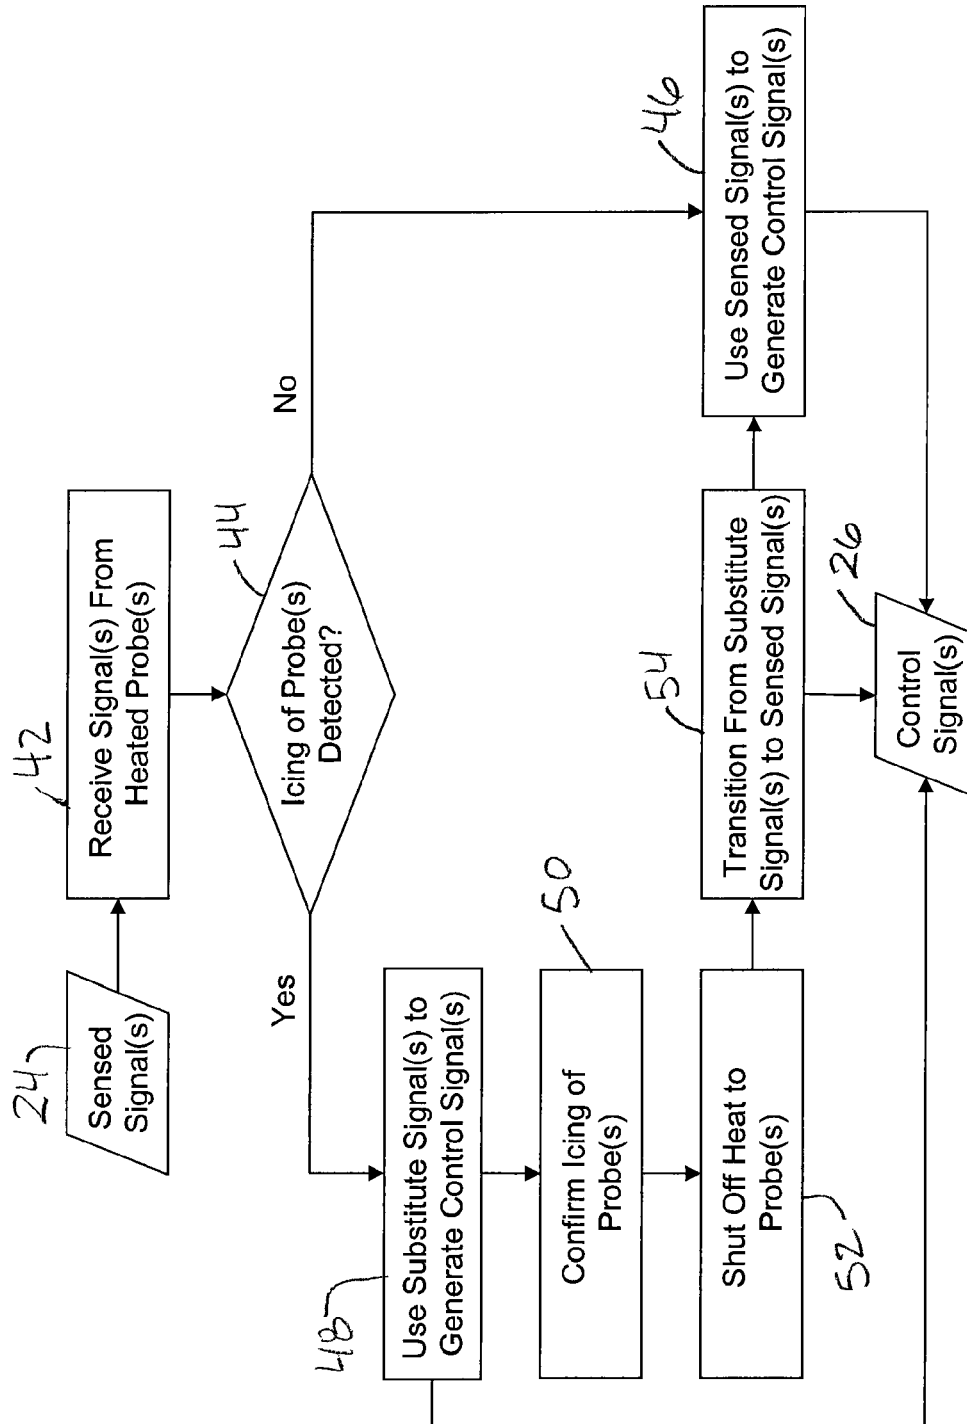 24
Sensed
Signal(s)
42
Receive Signal(s) From
Heated Probe(s)
44
Icing of Probe(s)
Detected?
Yes
No
48
Use Substitute Signal(s) to
Generate Control Signal(s)
50
Confirm Icing of
Probe(s)
52
Shut Off Heat to
Probe(s)
54
Transition From Substitute
Signal(s) to Sensed Signal(s)
46
Use Sensed Signal(s) to
Generate Control Signal(s)
26
Control
Signal(s)